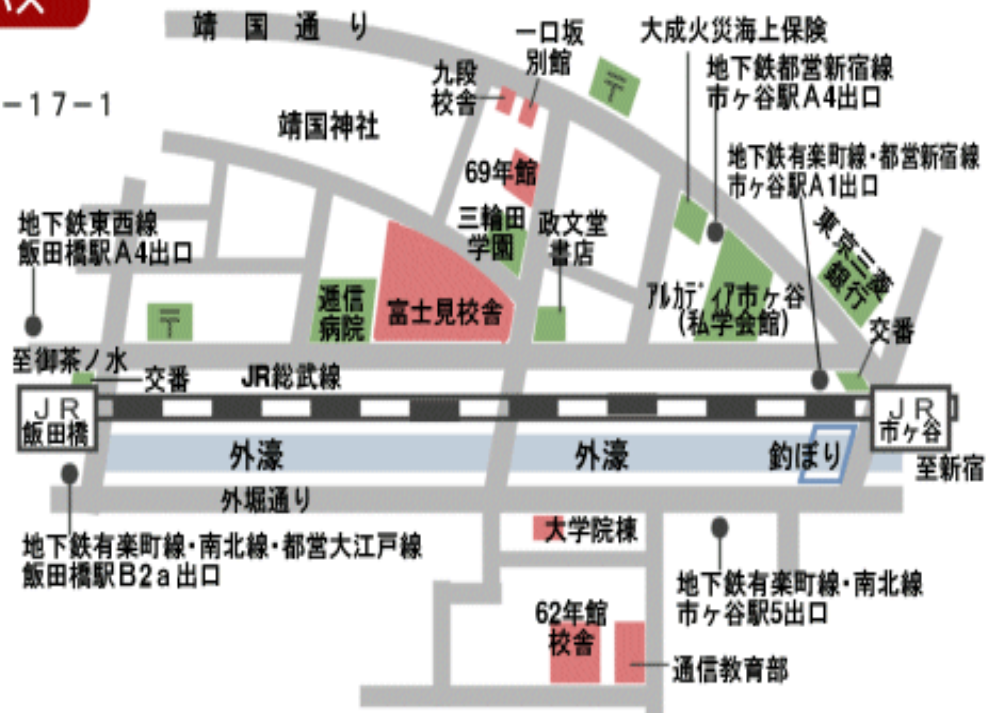 バス
靖国通り
一口坂
別館
大成火災海上保険
九段
校舎
地下鉄都営新宿線
市ヶ谷駅A4出口
-17-1
靖国神社
地下鉄有楽町線・都営新宿線
市ヶ谷駅A1出口
69年館
地下鉄東西線
飯田橋駅A4出口
三輪田
学園
政文堂
書店
東京三菱
銀行
逓信
病院
富士見校舎
アルカディア市ヶ谷
(私学会館)
〒
〒
交番
至御茶ノ水
交番
JR総武線
JR
飯田橋
JR
市ヶ谷
外濠
外濠
釣ぼり
至新宿
外堀通り
大学院棟
地下鉄有楽町線・南北線・都営大江戸線
飯田橋駅B2a出口
地下鉄有楽町線・南北線
市ヶ谷駅5出口
62年館
校舎
通信教育部